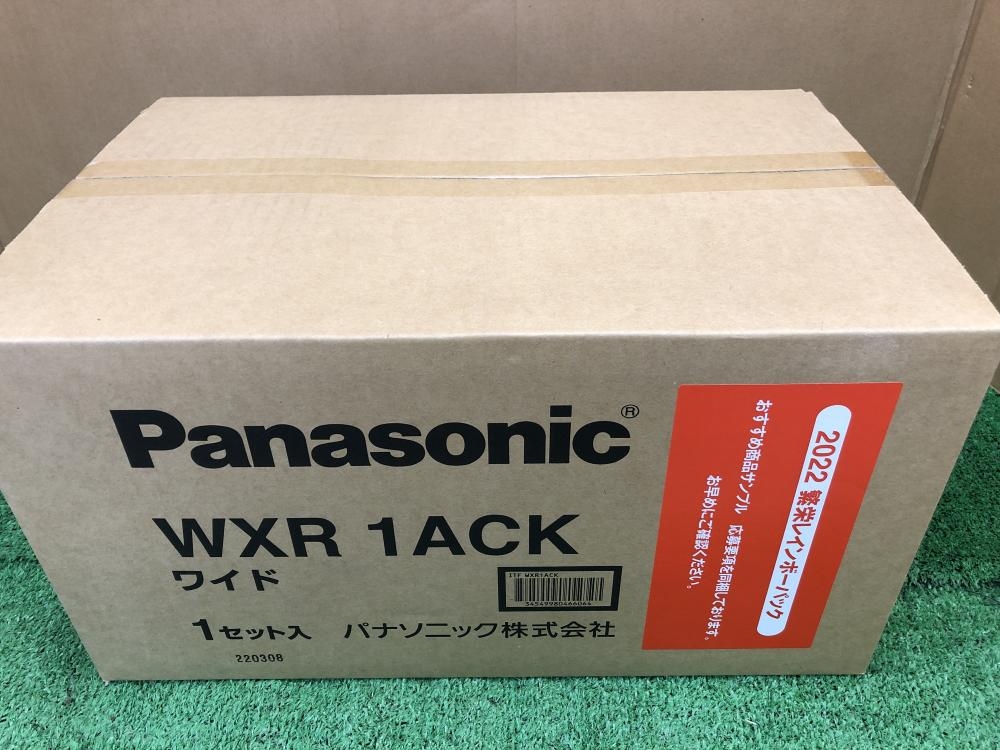 Panasonic®
WXR 1ACK
ワイド
ITF WXR1ACK
34549980466064
1セット入 パナソニック株式会社
220308
2022 繁栄レインボーパック
おすすめ商品サンプル 応募要項を同梱しております。
お早めにご確認ください。